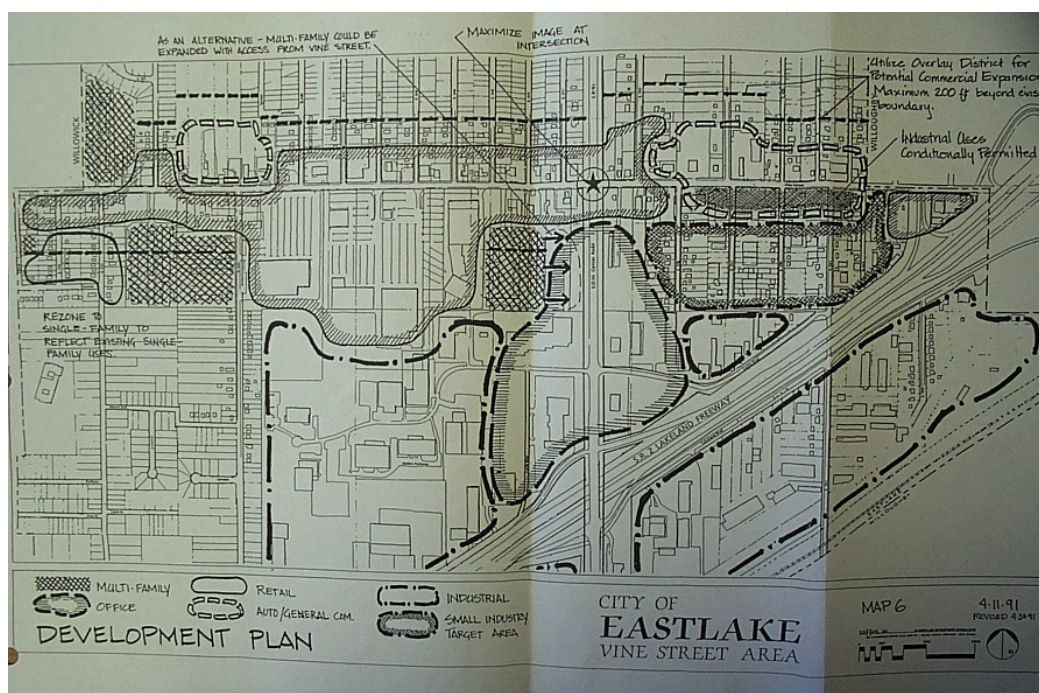 AS AN ALTERNATIVE - MULTI-FAMILY COULD BE
EXPANDED WITH ACCESS FROM VINE STREET.
MAXIMIZE IMAGE AT
INTERSECTION
Utilize Overlay District for
Potential Commercial Expansion
Maximum 200 ft beyond
boundary.
WILLOWICK
Industrial Uses
Conditionally Permitted
REZONE TO
SINGLE-FAMILY TO
REFLECT EXISTING SINGLE-
FAMILY USES.
S.R. 2 LAKELAND FREEWAY
EASTLAKE
WILLOUGHBY
MULTI-FAMILY
OFFICE
RETAIL
AUTO/GENERAL COM.
INDUSTRIAL
SMALL INDUSTRY
TARGET AREA
DEVELOPMENT PLAN
CITY OF
EASTLAKE
VINE STREET AREA
MAP 6
4-11-91
REVISED